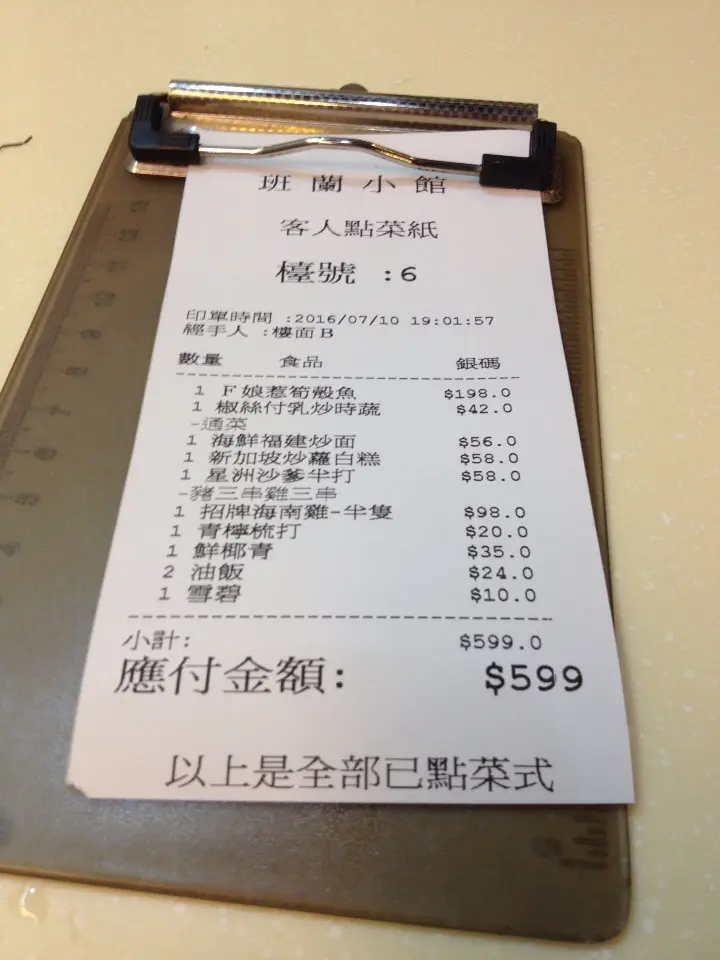 班蘭小館
客人點菜紙
檯號 :6
印單時間 :2016/07/10 19:01:57
經手人 :樓面B
數量 食品 銀碼
1 F娘惹筍殼魚 $198.0
1 椒絲付乳炒時蔬 $42.0
-通菜
1 海鮮福建炒面 $56.0
1 新加坡炒蘿白糕 $58.0
1 星洲沙爹半打 $58.0
-豬三串雞三串
1 招牌海南雞-半隻 $98.0
1 青檸梳打 $20.0
1 鮮椰青 $35.0
2 油飯 $24.0
1 雪碧 $10.0
小計: $599.0
應付金額: $599
以上是全部已點菜式